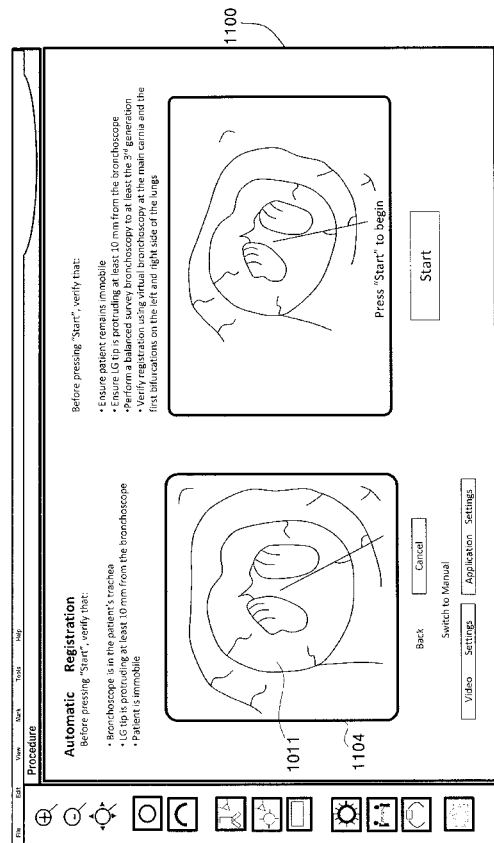 File Edit View Mark Tools Help
Procedure
Automatic Registration
Before pressing "Start", verify that:
• Bronchoscope is in the patient's trachea
• LG tip is protruding at least 10 mm from the bronchoscope
• Patient is immobile
1011
1104
Back Cancel
Switch to Manual
Video Settings Application Settings
Before pressing "Start", verify that:
• Ensure patient remains immobile
• Ensure LG tip is protruding at least 10 mm from the bronchoscope
•Perform a balanced survey bronchoscopy to at least the 3rd generation
• Verify registration using virtual bronchoscopy at the main carnia and the
first bifurcations on the left and right side of the lungs
Press "Start" to begin
Start
1100